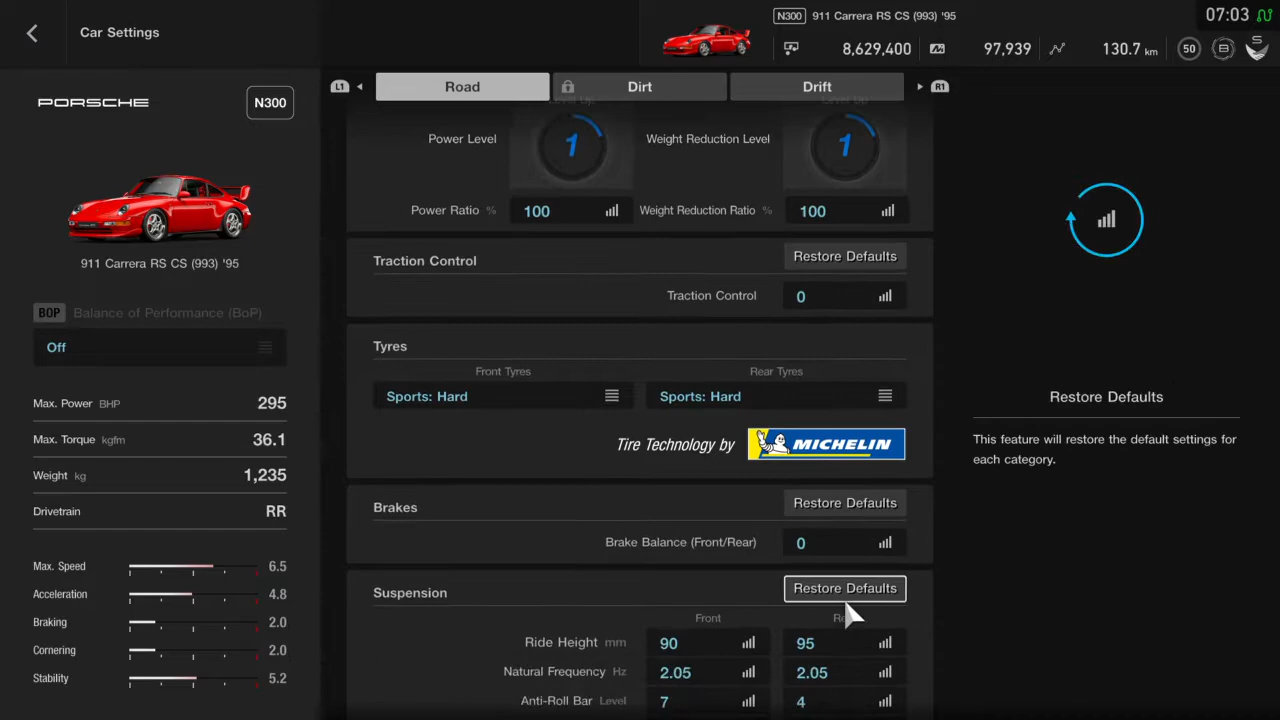 Car Settings
N300 911 Carrera RS CS (993) '95
07:03
8,629,400 97,939 130.7 km 50 B S
PORSCHE N300
L1 Road Dirt Drift R1
Level Up Level Up
Power Level 1 Weight Reduction Level 1
Power Ratio % 100 Weight Reduction Ratio % 100
911 Carrera RS CS (993) '95
BOP Balance of Performance (BoP)
Off
Max. Power BHP 295
Max. Torque kgfm 36.1
Weight kg 1,235
Drivetrain RR
Max. Speed 6.5
Acceleration 4.8
Braking 2.0
Cornering 2.0
Stability 5.2
Traction Control Restore Defaults
Traction Control 0
Tyres
Front Tyres Rear Tyres
Sports: Hard Sports: Hard
Tire Technology by MICHELIN
Brakes Restore Defaults
Brake Balance (Front/Rear) 0
Suspension Restore Defaults
Front
Ride Height mm 90 95
Natural Frequency Hz 2.05 2.05
Anti-Roll Bar Level 7 4
Restore Defaults
This feature will restore the default settings for
each category.